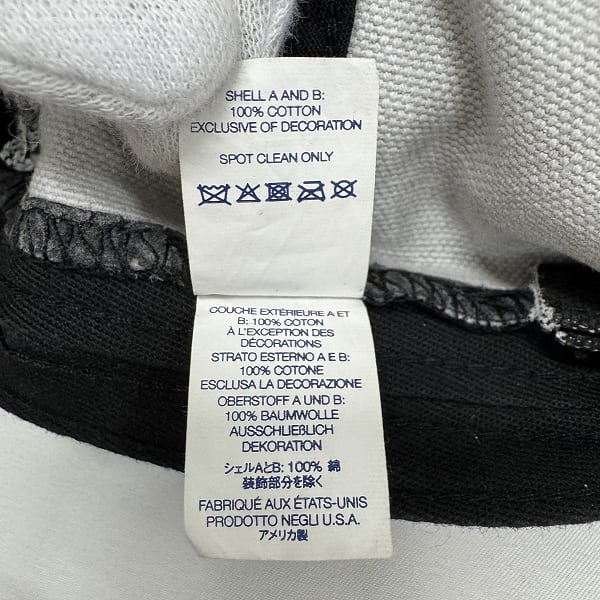 SHELL A AND B:
100% COTTON
EXCLUSIVE OF DECORATION
SPOT CLEAN ONLY
COUCHE EXTÉRIEURE A ET
B: 100% COTON
À L'EXCEPTION DES
DÉCORATIONS
STRATO ESTERNO A E B:
100% COTONE
ESCLUSA LA DECORAZIONE
OBERSTOFF A UND B:
100% BAUMWOLLE
AUSSCHLIEßLICH
DEKORATION
シェルAとB: 100% 綿
装飾部分を除く
FABRIQUÉ AUX ÉTATS-UNIS
PRODOTTO NEGLI U.S.A.
アメリカ製